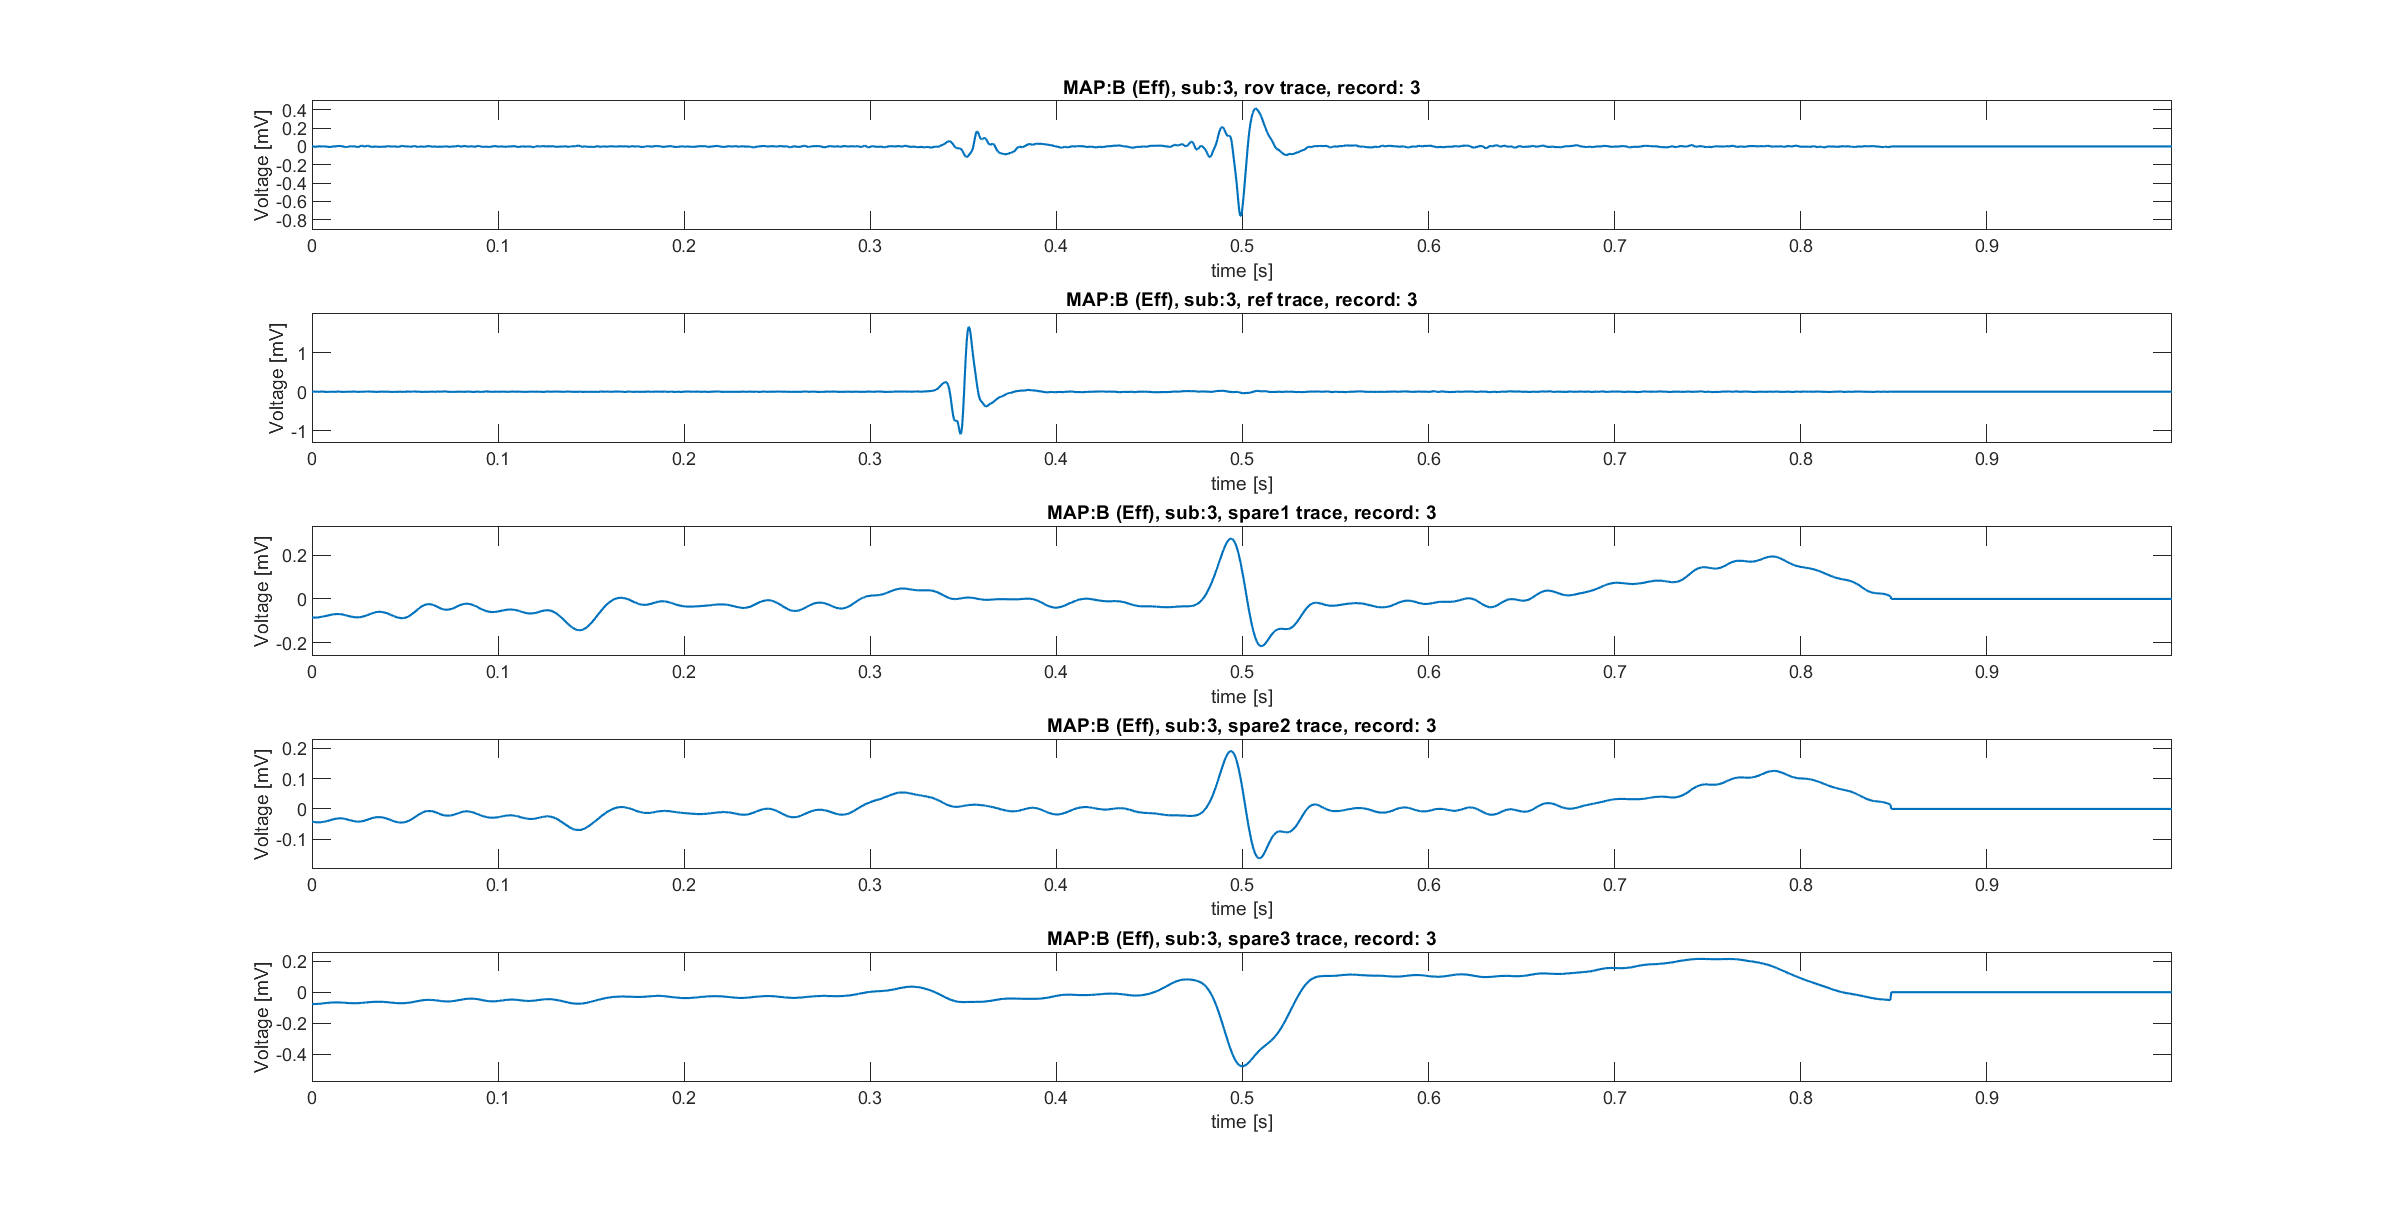 MAP:B (Eff), sub:3, rov trace, record: 3
Voltage [mV]
0.4
0.2
0
-0.2
-0.4
-0.6
-0.8
0 0.1 0.2 0.3 0.4 0.5 0.6 0.7 0.8 0.9
time [s]
MAP:B (Eff), sub:3, ref trace, record: 3
Voltage [mV]
1
0
-1
0 0.1 0.2 0.3 0.4 0.5 0.6 0.7 0.8 0.9
time [s]
MAP:B (Eff), sub:3, spare1 trace, record: 3
Voltage [mV]
0.2
0
-0.2
0 0.1 0.2 0.3 0.4 0.5 0.6 0.7 0.8 0.9
time [s]
MAP:B (Eff), sub:3, spare2 trace, record: 3
Voltage [mV]
0.2
0.1
0
-0.1
0 0.1 0.2 0.3 0.4 0.5 0.6 0.7 0.8 0.9
time [s]
MAP:B (Eff), sub:3, spare3 trace, record: 3
Voltage [mV]
0.2
0
-0.2
-0.4
0 0.1 0.2 0.3 0.4 0.5 0.6 0.7 0.8 0.9
time [s]